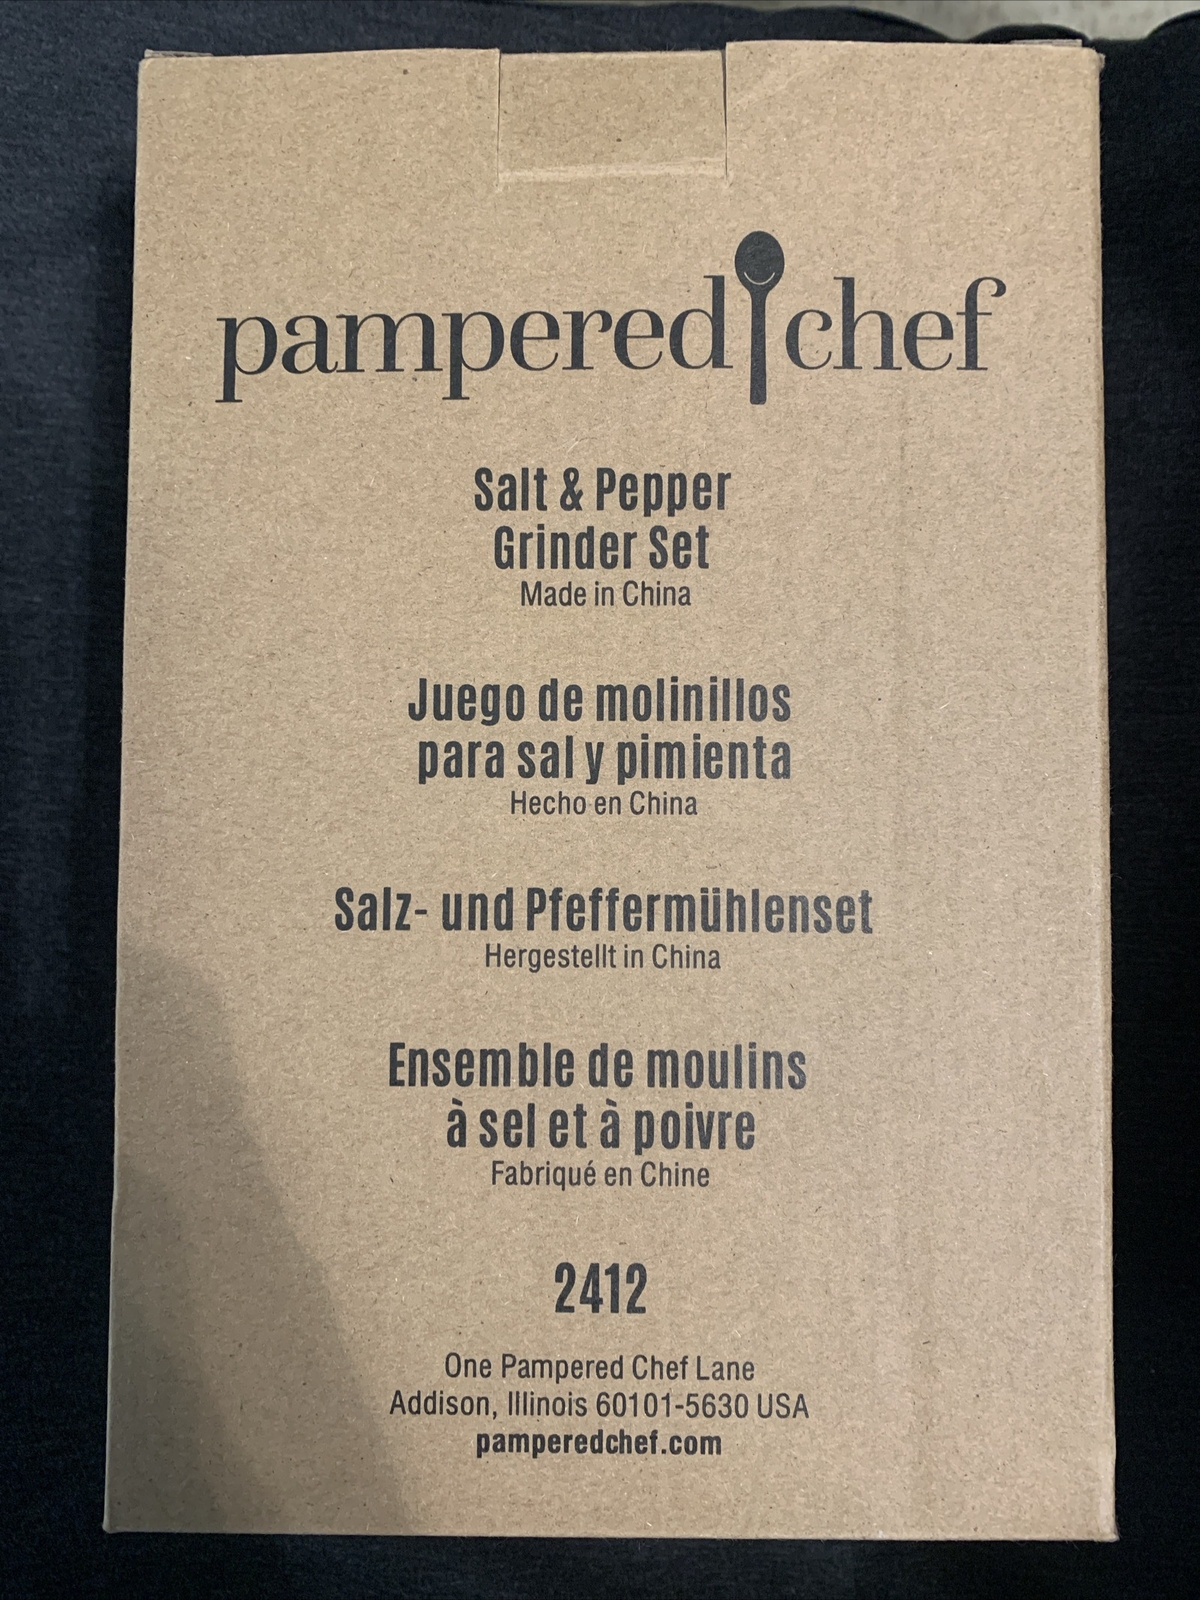 pampered chef
Salt & Pepper
Grinder Set
Made in China
Juego de molinillos
para sal y pimienta
Hecho en China
Salz- und Pfeffermühlenset
Hergestellt in China
Ensemble de moulins
à sel et à poivre
Fabriqué en Chine
2412
One Pampered Chef Lane
Addison, Illinois 60101-5630 USA
pamperedchef.com